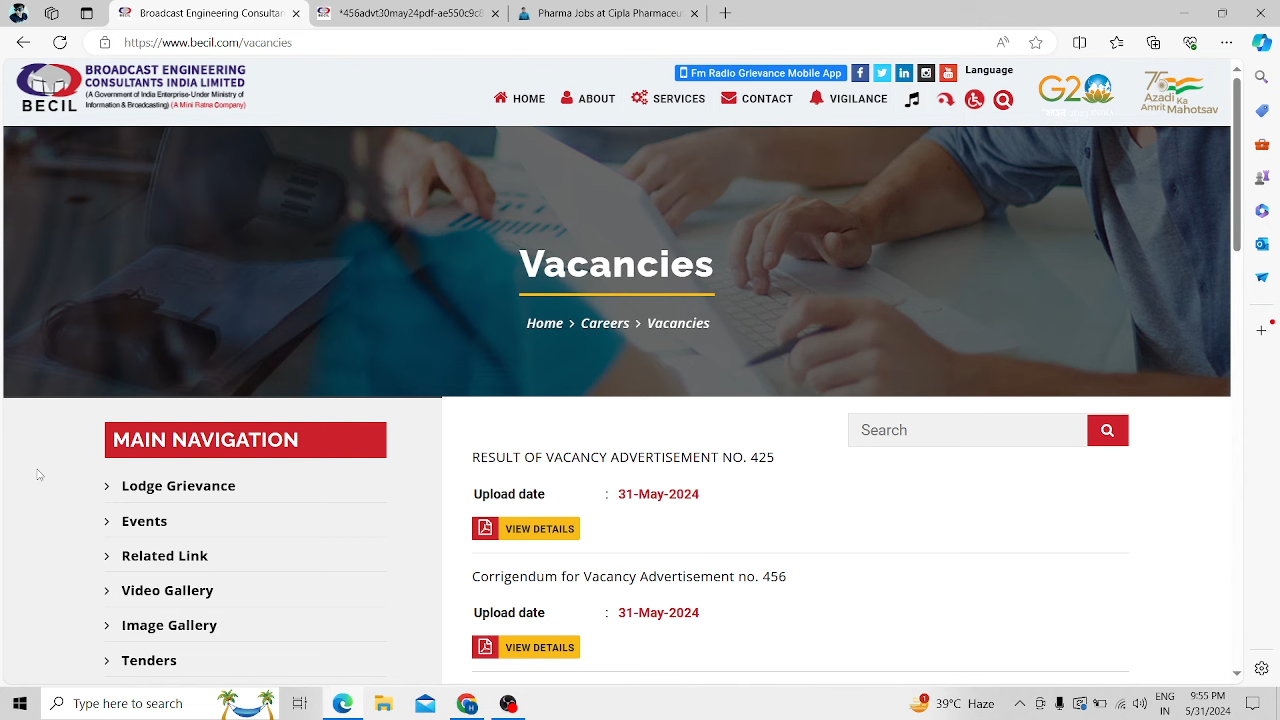 Broadcast Engineering Consultan
*456advt30may24pdf6750c50c9c65
Pharma Jobs at Cipla Pharmaceu
https://www.becil.com/vacancies
BECIL
BROADCAST ENGINEERING
CONSULTANTS INDIA LIMITED
(A Government of India Enterprise-Under Ministry of
Information & Broadcasting) (A Mini Ratna Company)
Fm Radio Grievance Mobile App
Language
HOME
ABOUT
SERVICES
CONTACT
VIGILANCE
G20
75
Azadi Ka
Amrit Mahotsav
Vacancies
Home > Careers > Vacancies
MAIN NAVIGATION
Lodge Grievance
Events
Related Link
Video Gallery
Image Gallery
Tenders
Search
RESULT OF VACANCY ADVERTISEMENT NO. 425
Upload date : 31-May-2024
VIEW DETAILS
Corrigendum for Vacancy Advertisement no. 456
Upload date : 31-May-2024
VIEW DETAILS
Type here to search
39°C Haze
ENG
9:55 PM
5/31/2024